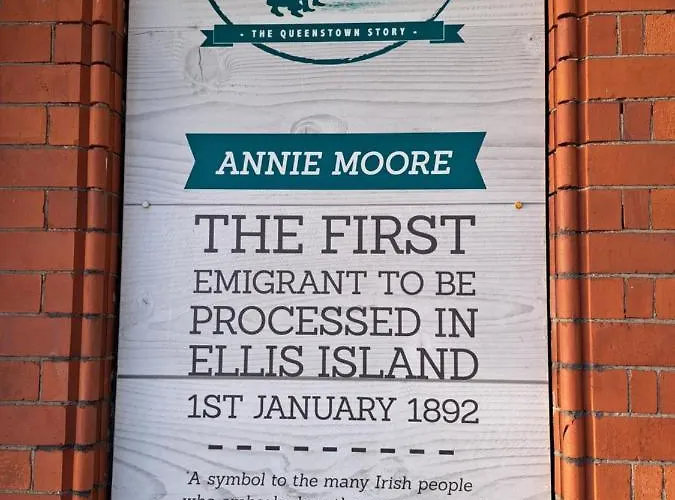 - THE QUEENSTOWN STORY -
ANNIE MOORE
THE FIRST
EMIGRANT TO BE
PROCESSED IN
ELLIS ISLAND
1ST JANUARY 1892
'A symbol to the many Irish people
who